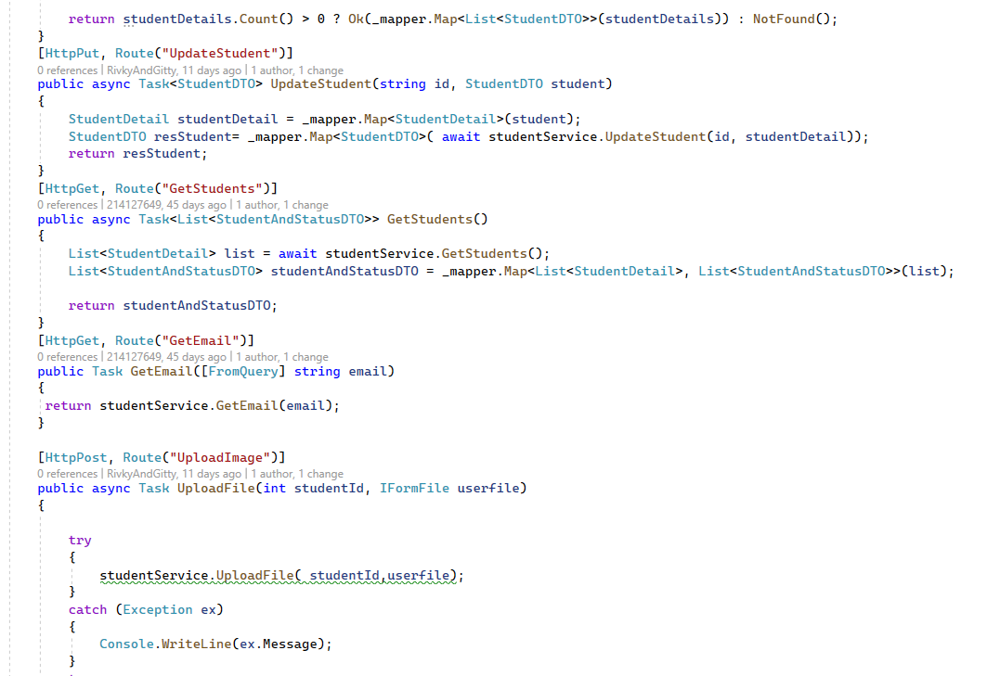 return studentDetails.Count() > 0 ? Ok(_mapper.Map<List<StudentDTO>>(studentDetails)) : NotFound();
}
[HttpPut, Route("UpdateStudent")]
0 references | RivkyAndGitty, 11 days ago | 1 author, 1 change
public async Task<StudentDTO> UpdateStudent(string id, StudentDTO student)
{
StudentDetail studentDetail = _mapper.Map<StudentDetail>(student);
StudentDTO resStudent= _mapper.Map<StudentDTO>( await studentService.UpdateStudent(id, studentDetail));
return resStudent;
}
[HttpGet, Route("GetStudents")]
0 references | 214127649, 45 days ago | 1 author, 1 change
public async Task<List<StudentAndStatusDTO>> GetStudents()
{
List<StudentDetail> list = await studentService.GetStudents();
List<StudentAndStatusDTO> studentAndStatusDTO = _mapper.Map<List<StudentDetail>, List<StudentAndStatusDTO>>(list);
return studentAndStatusDTO;
}
[HttpGet, Route("GetEmail")]
0 references | 214127649, 45 days ago | 1 author, 1 change
public Task GetEmail([FromQuery] string email)
{
return studentService.GetEmail(email);
}
[HttpPost, Route("UploadImage")]
0 references | RivkyAndGitty, 11 days ago | 1 author, 1 change
public async Task UploadFile(int studentId, IFormFile userfile)
{
try
{
studentService.UploadFile( studentId,userfile);
}
catch (Exception ex)
{
Console.WriteLine(ex.Message);
}